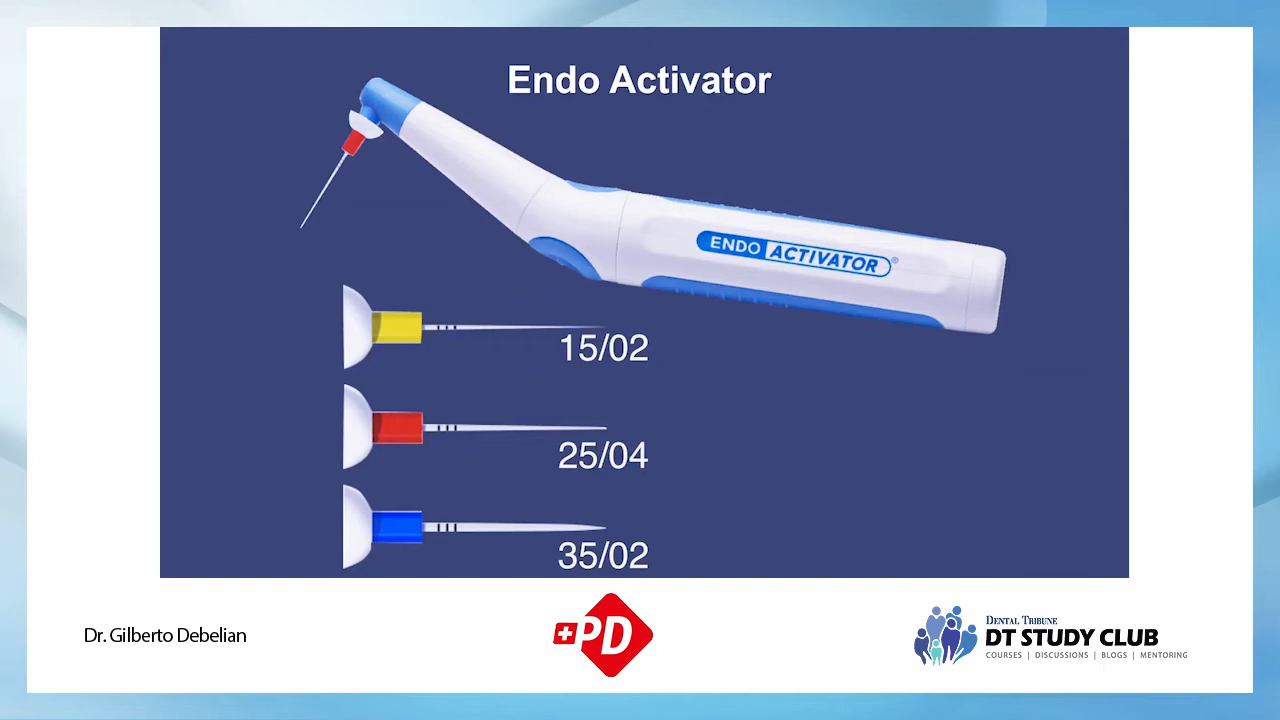 Endo Activator
ENDO ACTIVATOR®
15/02
25/04
35/02
Dr. Gilberto Debelian
+PD
DENTAL TRIBUNE
DT STUDY CLUB
COURSES | DISCUSSIONS | BLOGS | MENTORING